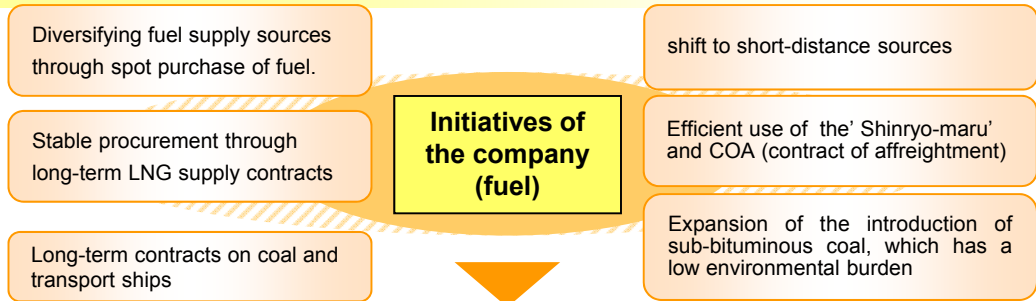 Diversifying fuel supply sources
through spot purchase of fuel.
Stable procurement through
long-term LNG supply contracts
Long-term contracts on coal and
transport ships
Initiatives of
the company
(fuel)
shift to short-distance sources
Efficient use of  the’ Shinryo-maru’
and COA (contract of affreightment)
Expansion of the introduction of
sub-bituminous coal, which has a
low environmental burden